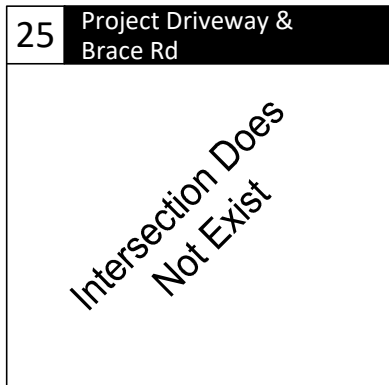 25
Project Driveway &
Brace Rd
Intersection Does
Not Exist